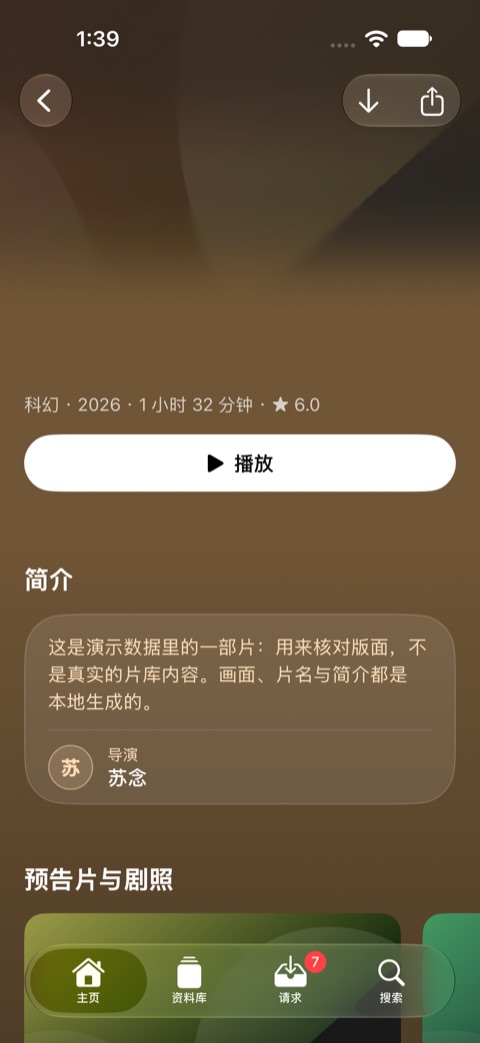 1:39
科幻 · 2026 · 1 小时 32 分钟 · ★ 6.0
播放
简介
这是演示数据里的一部片：用来核对版面，不
是真实的片库内容。画面、片名与简介都是
本地生成的。
苏
导演
苏念
预告片与剧照
7
主页
资料库
请求
搜索